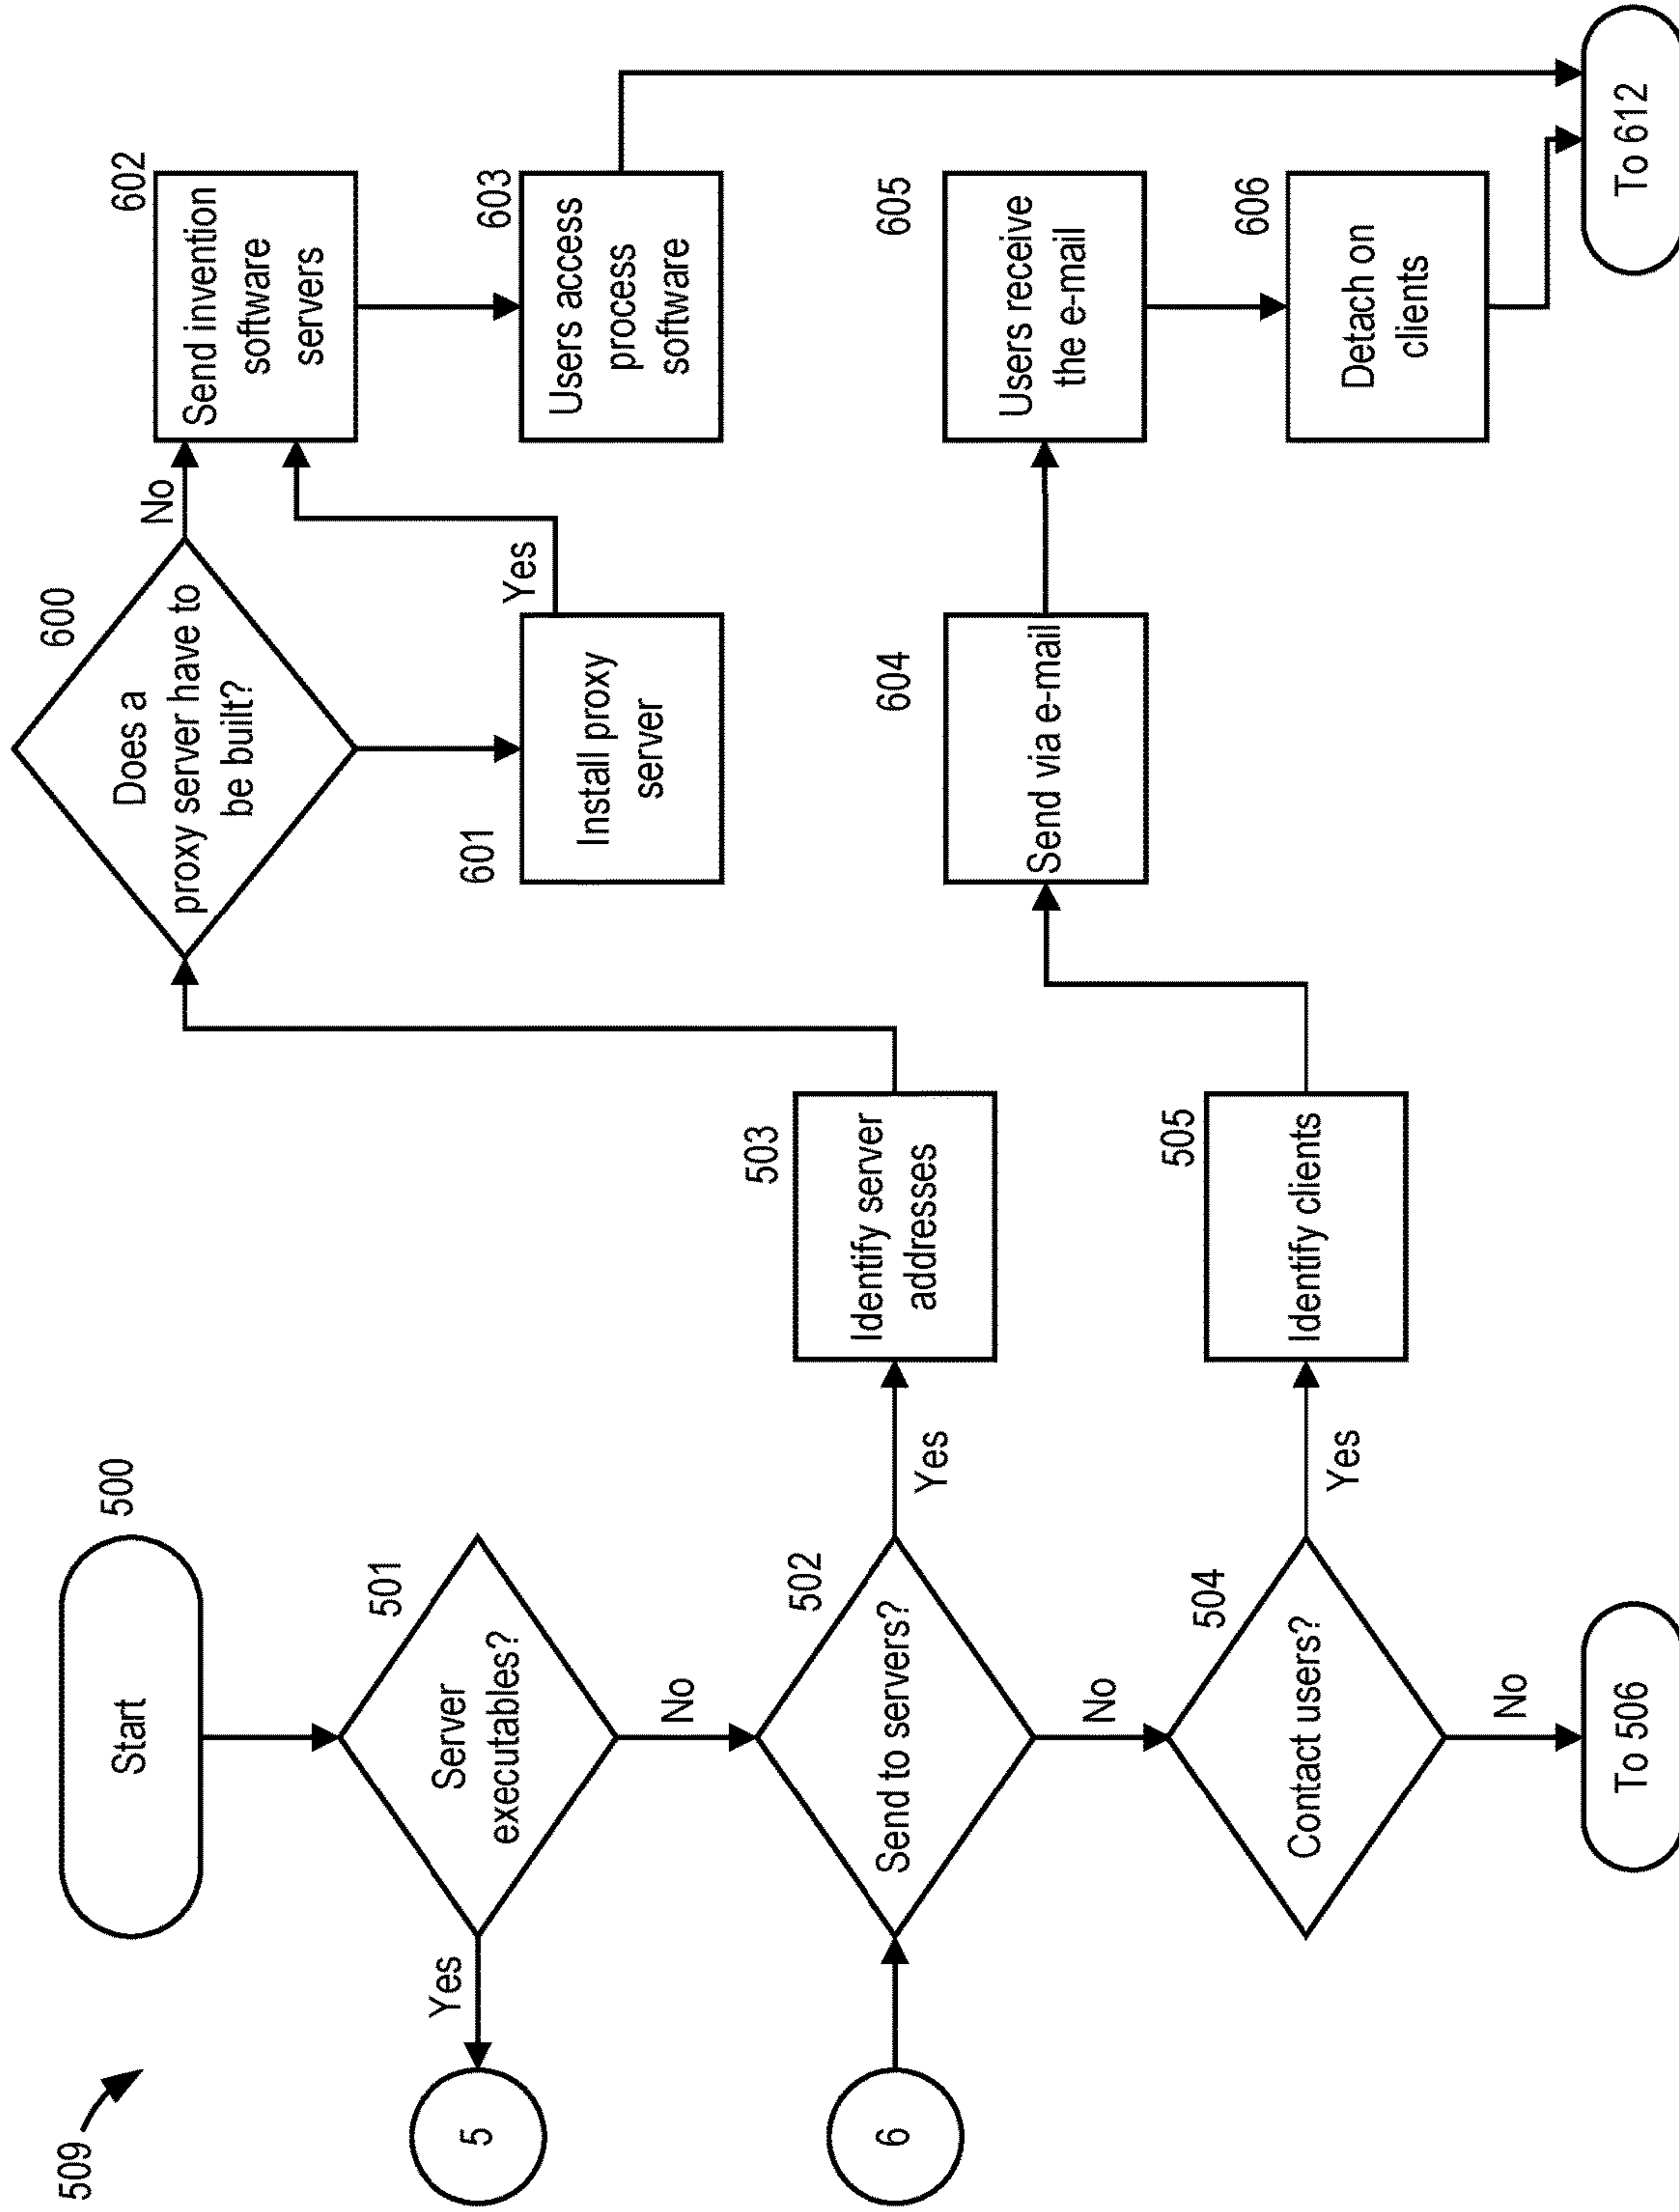 509
Start
500
Server
executables?
501
Yes
5
No
6
Send to servers?
502
Yes
No
Identify server
addresses
503
Contact users?
504
Yes
No
To 506
Identify clients
505
Does a
proxy server have to
be built?
600
No
Install proxy
server
601
Yes
Send invention
software
servers
602
Users access
process
software
603
Send via e-mail
604
Users receive
the e-mail
605
Detach on
clients
606
To 612